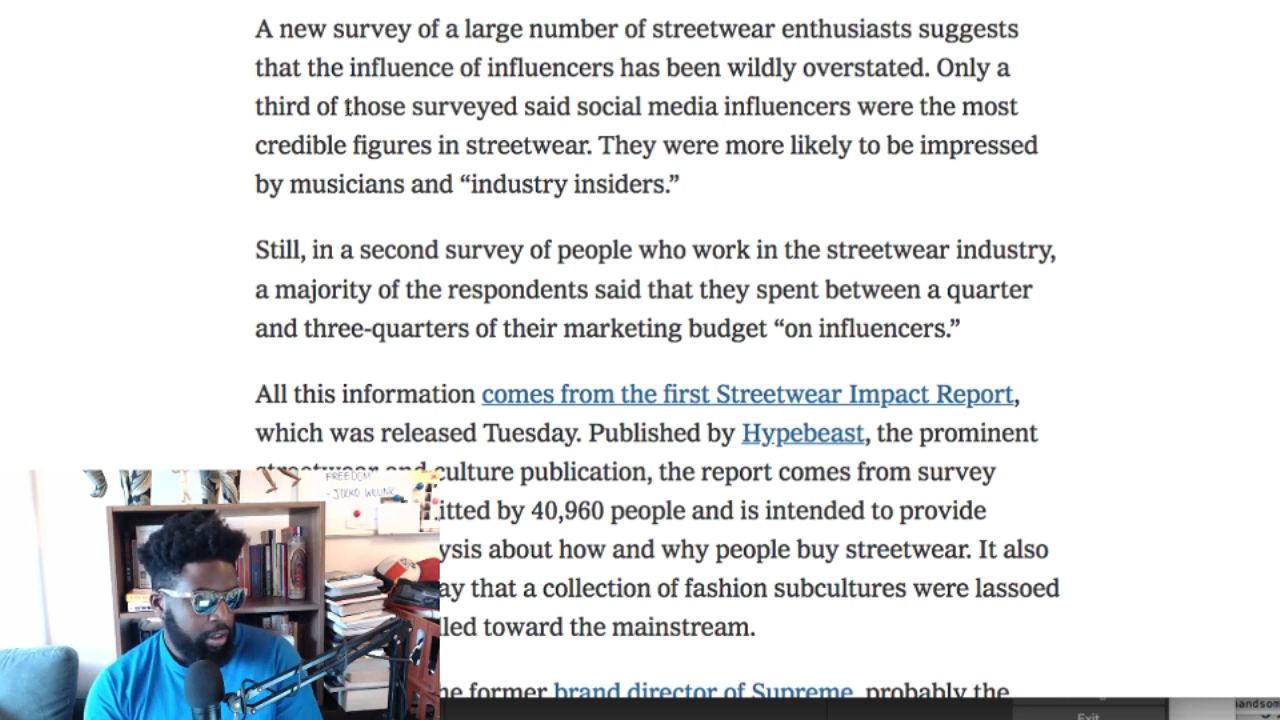 A new survey of a large number of streetwear enthusiasts suggests
that the influence of influencers has been wildly overstated. Only a
third of those surveyed said social media influencers were the most
credible figures in streetwear. They were more likely to be impressed
by musicians and “industry insiders.”
Still, in a second survey of people who work in the streetwear industry,
a majority of the respondents said that they spent between a quarter
and three-quarters of their marketing budget “on influencers.”
All this information comes from the first Streetwear Impact Report,
which was released Tuesday. Published by Hypebeast, the prominent
streetwear and culture publication, the report comes from survey
by 40,960 people and is intended to provide
about how and why people buy streetwear. It also
that a collection of fashion subcultures were lassoed
toward the mainstream.
former brand director of Supreme, probably the
FREEDOM
- JOCKO WILLINK
Exit